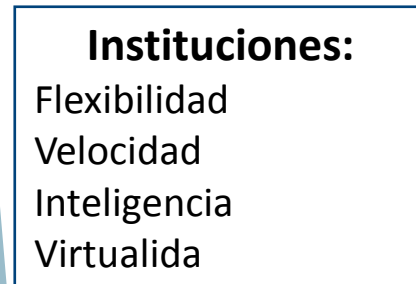 Instituciones:
Flexibilidad
Velocidad
Inteligencia
Virtualida